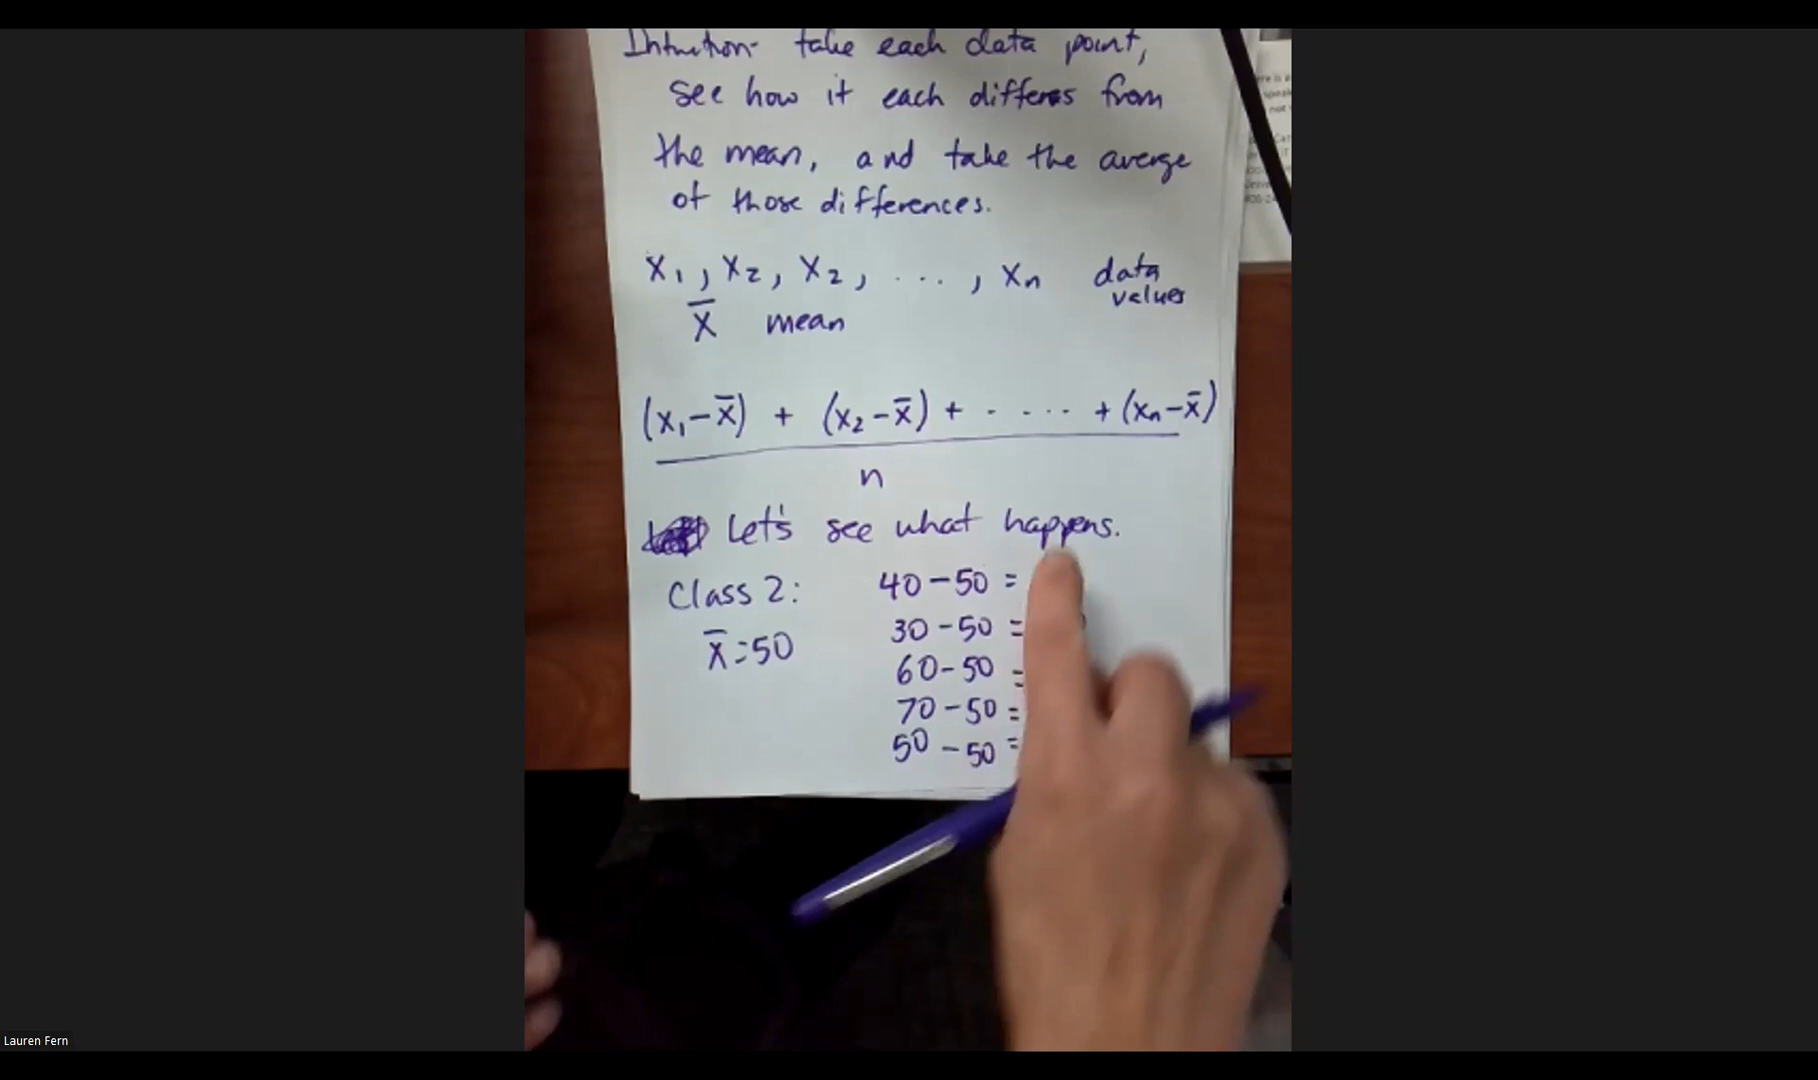 Intuition- take each data point,
see how it each differes from
the mean, and take the averge
of those differences.
x₁, x₂, x₂, ..., xₙ data
values
x̄ mean
(x₁-x̄) + (x₂-x̄) + ..... + (xₙ-x̄)
n
Let's see what happens.
Class 2: 40-50 =
x̄=50 30-50 =
60-50 =
70-50 =
50-50 =
Lauren Fern